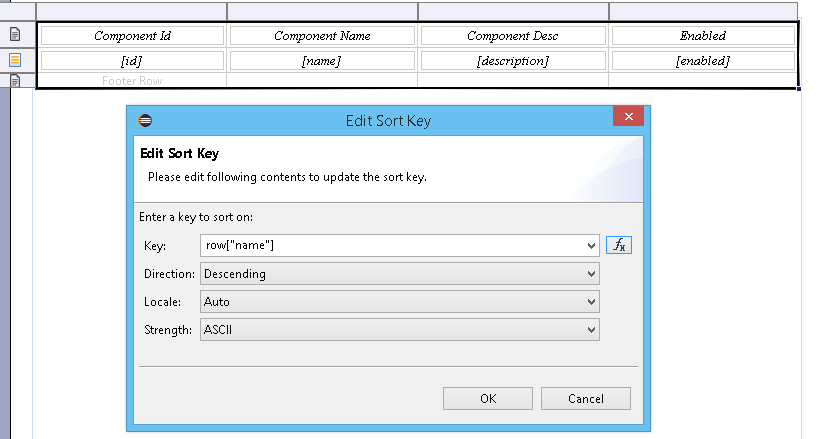 Component Id Component Name Component Desc Enabled
[id] [name] [description] [enabled]
Footer Row
Edit Sort Key
Edit Sort Key
Please edit following contents to update the sort key.
Enter a key to sort on:
Key: row["name"] fx
Direction: Descending
Locale: Auto
Strength: ASCII
OK Cancel